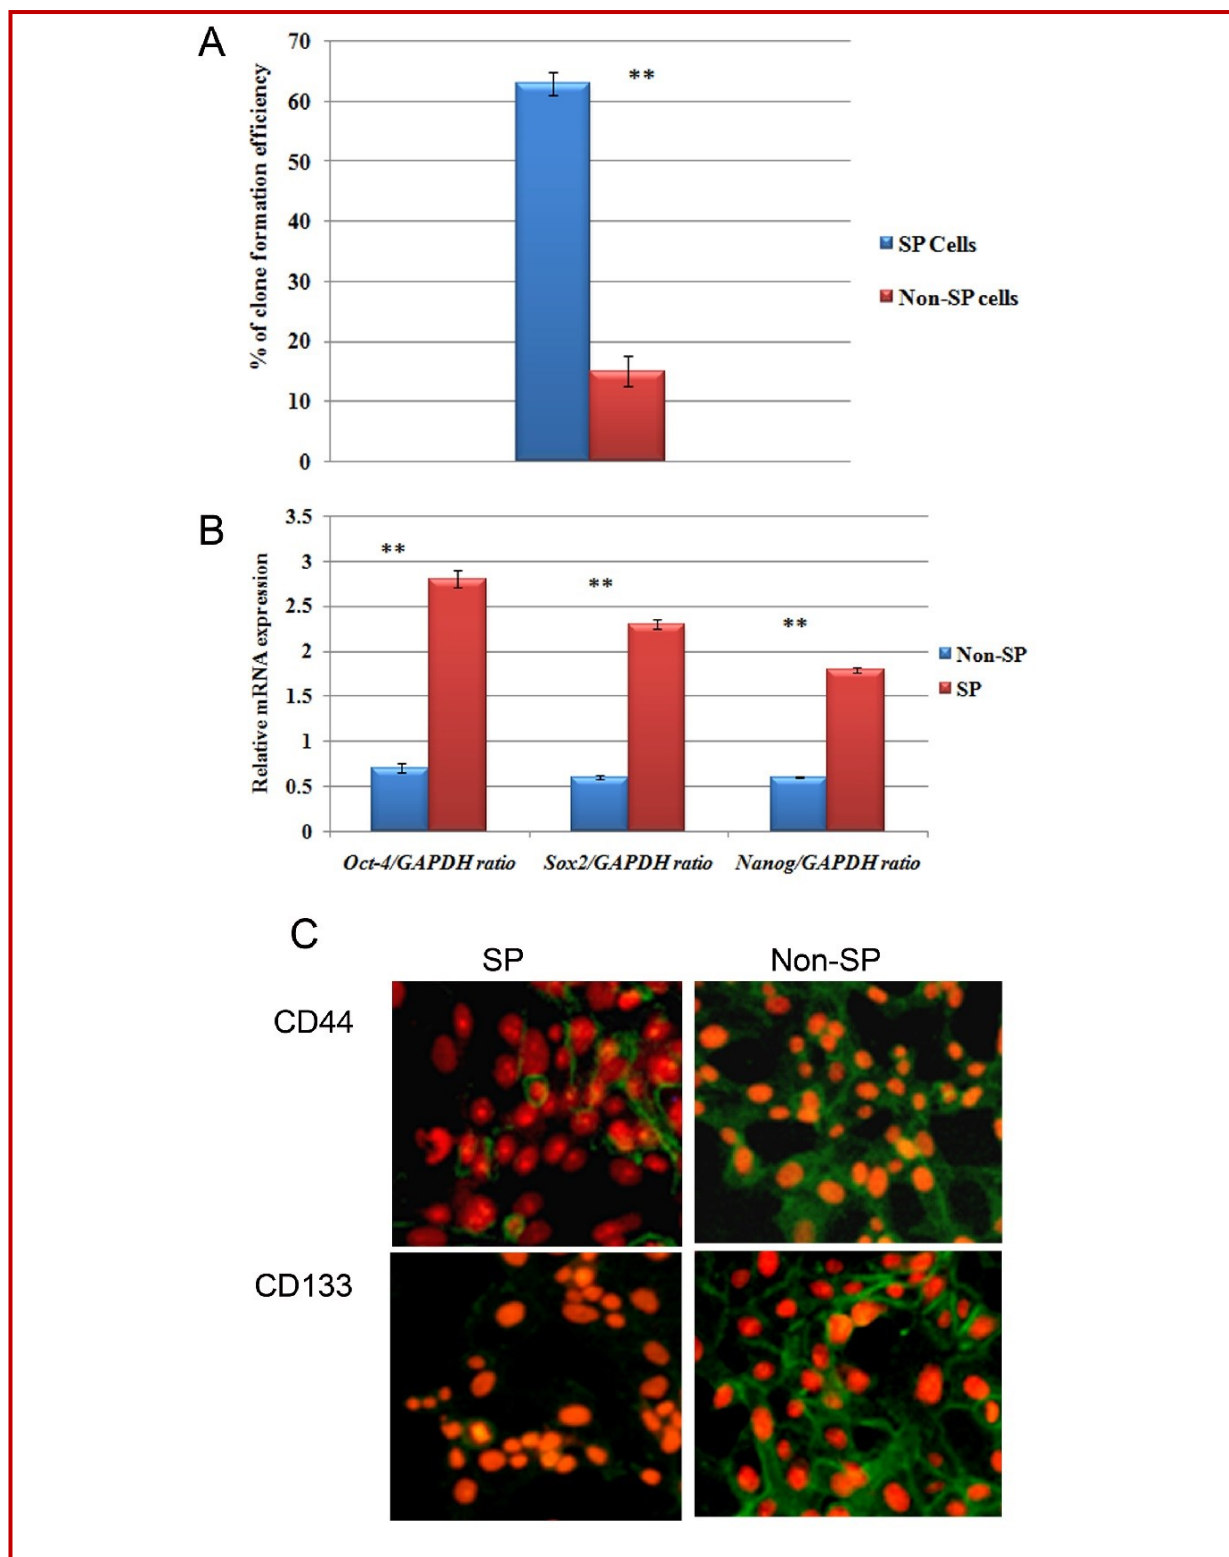 A
% of clone formation efficiency
70
60
50
40
30
20
10
0
**
SP Cells
Non-SP cells
B
Relative mRNA expression
3.5
3
2.5
2
1.5
1
0.5
0
**
**
**
Non-SP
SP
Oct-4/GAPDH ratio
Sox2/GAPDH ratio
Nanog/GAPDH ratio
C
SP
Non-SP
CD44
CD133